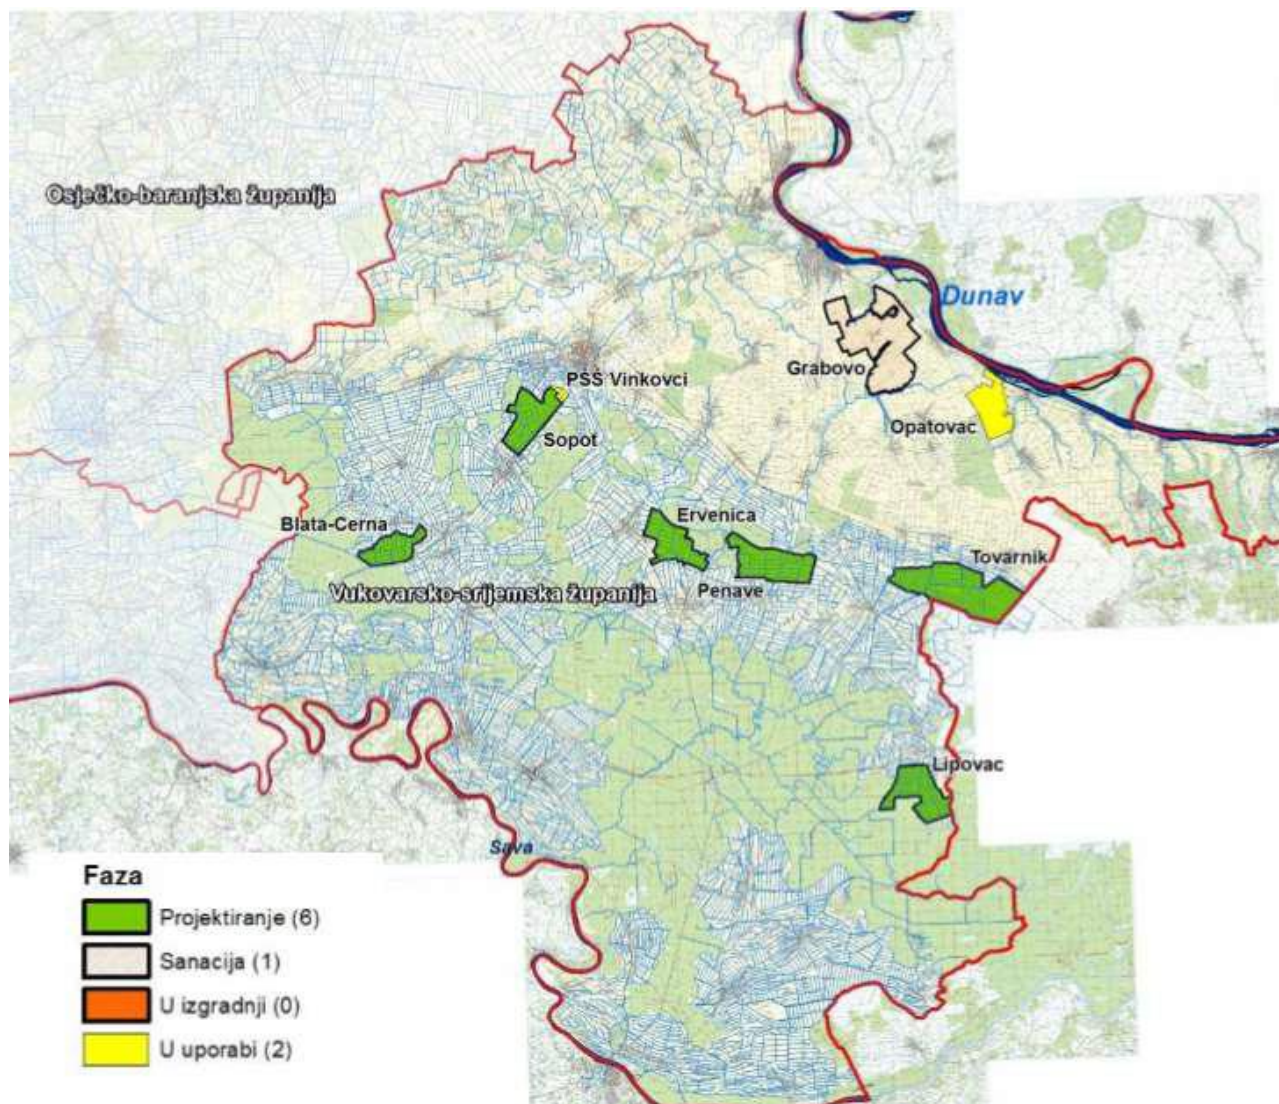 Osječko-baranjska županija
Dunav
Grabovo
PSS Vinkovci
Opatovac
Sopot
Ervenica
Blata-Cerna
Tovarnik
Penave
Vukovarsko-srijemska županija
Lipovac
Sava
Faza
Projektiranje (6)
Sanacija (1)
U izgradnji (0)
U uporabi (2)